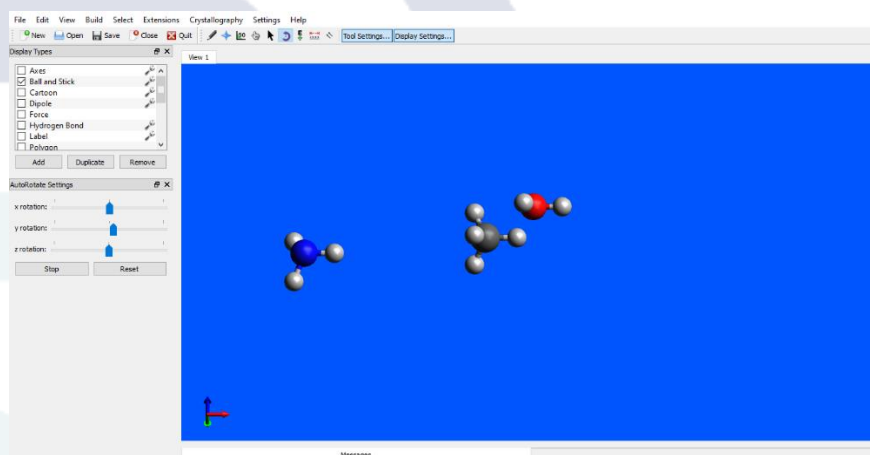 File Edit View Build Select Extensions Crystallography Settings Help
New Open Save Close Quit Tool Settings... Display Settings...
Display Types
View 1
Axes
Ball and Stick
Cartoon
Dipole
Force
Hydrogen Bond
Label
Polygon
Add Duplicate Remove
AutoRotate Settings
x rotation:
y rotation:
z rotation:
Stop Reset
Messages